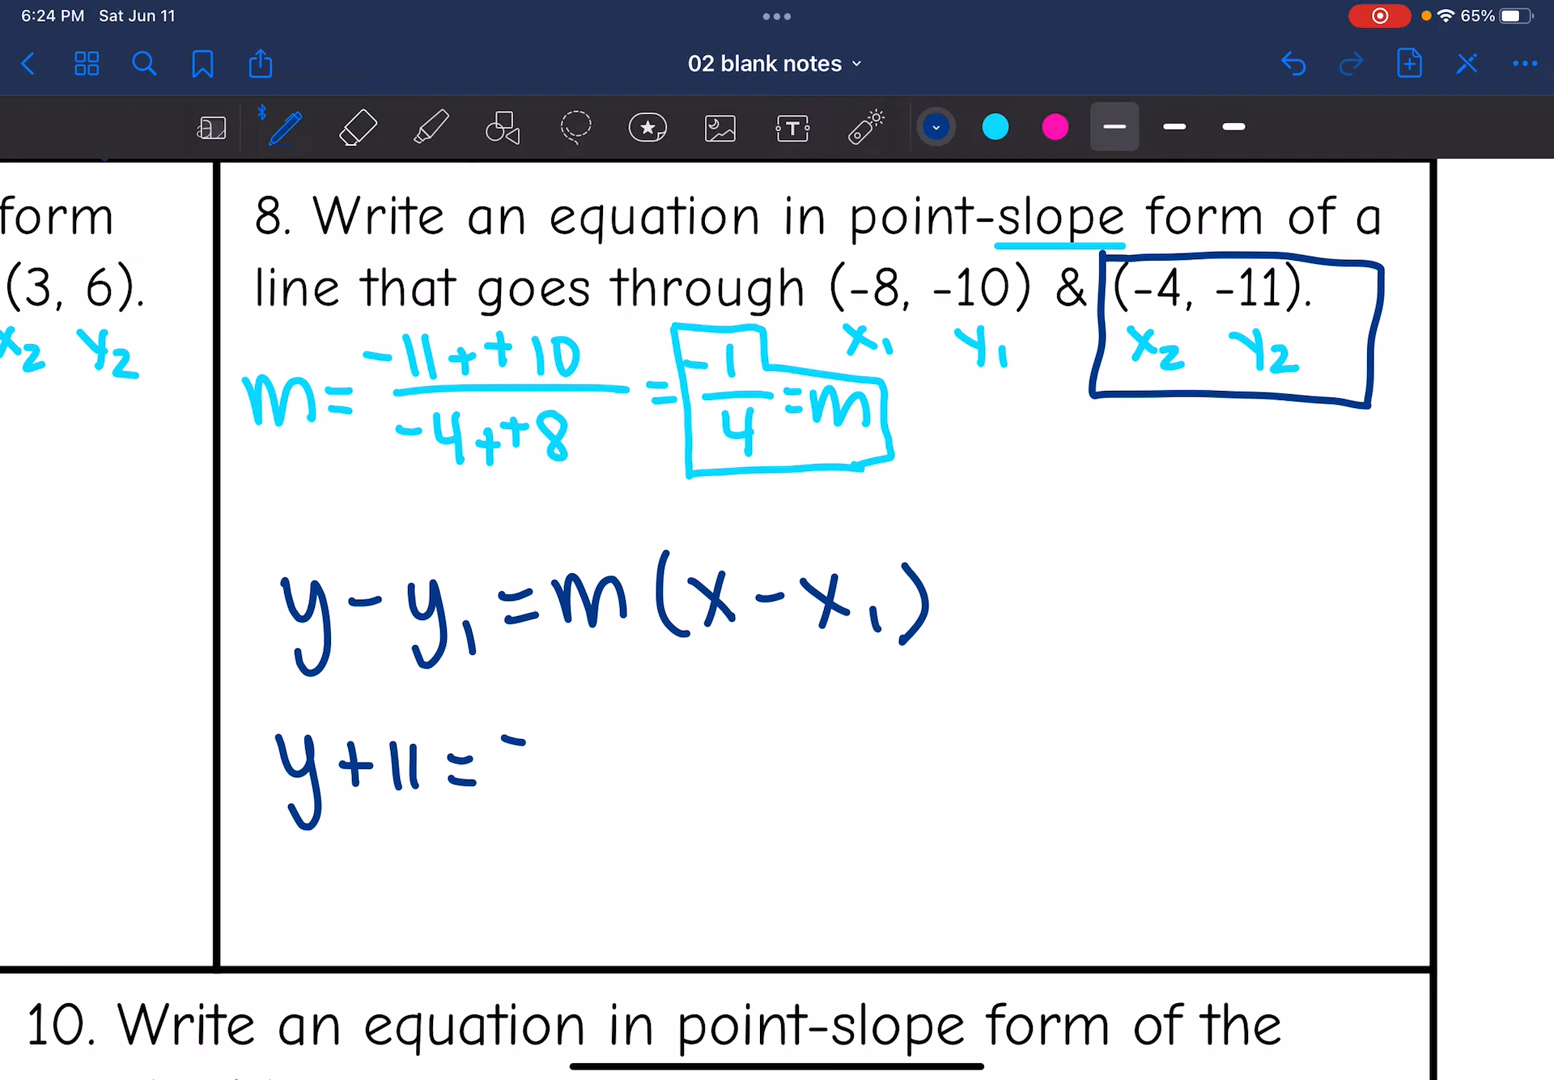 6:24 PM Sat Jun 11
65%
02 blank notes
T
form
(3, 6).
x2 y2
8. Write an equation in point-slope form of a
line that goes through (-8, -10) & (-4, -11).
x1 y1 x2 y2
m = -11 + +10 / -4 + +8 = -1/4 = m
y - y1 = m (x - x1)
y + 11 = -
10. Write an equation in point-slope form of the